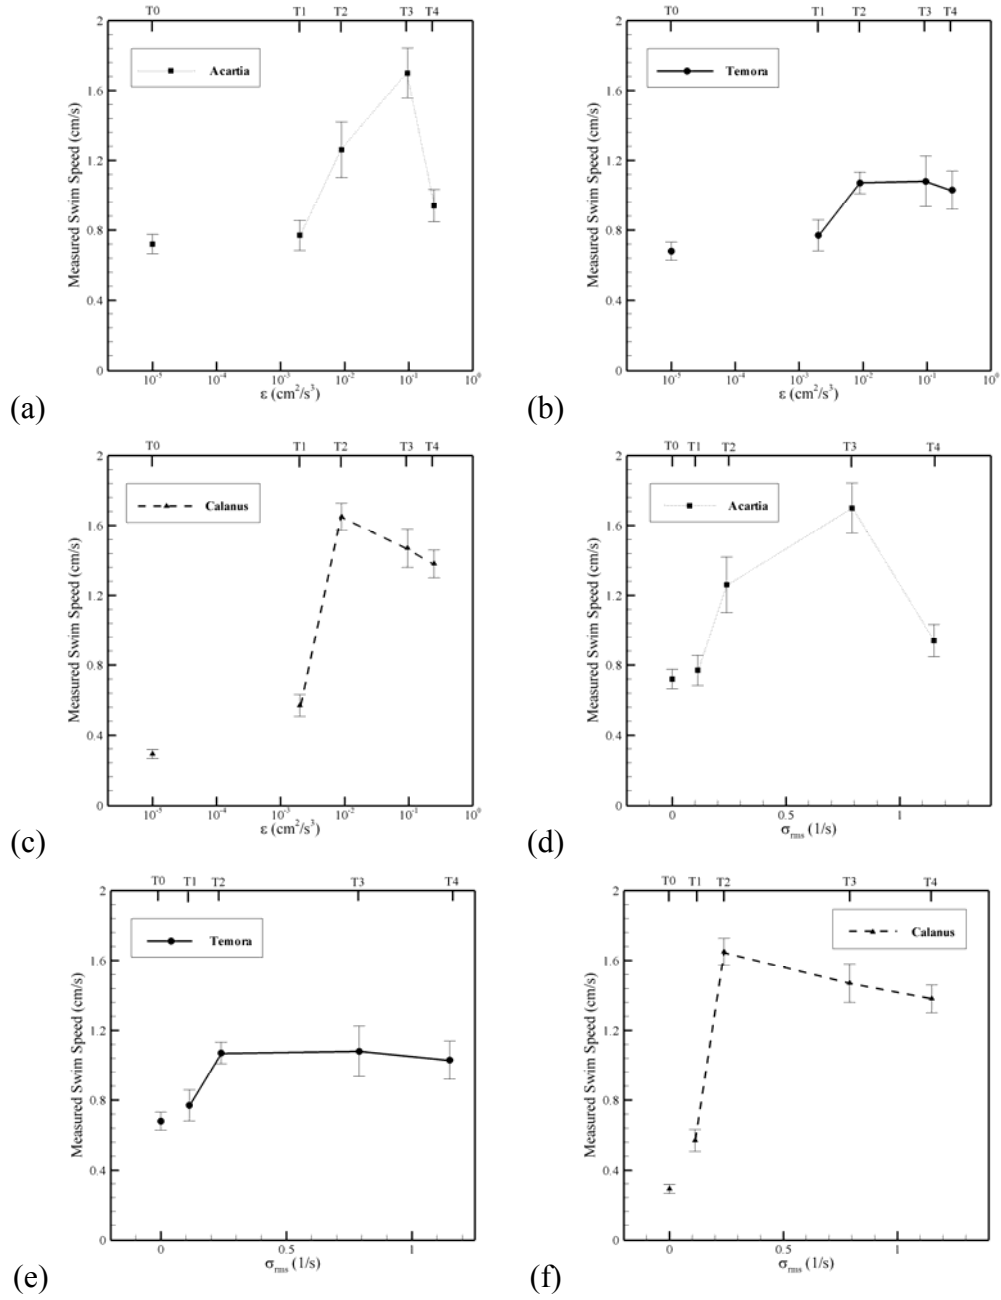 T0 T1 T2 T3 T4
2
1.6
1.2
0.8
0.4
0
Measured Swim Speed (cm/s)
Acartia
10⁻⁵ 10⁻⁴ 10⁻³ 10⁻² 10⁻¹ 10⁰
ε (cm²/s³)
(a)
T0 T1 T2 T3 T4
2
1.6
1.2
0.8
0.4
0
Measured Swim Speed (cm/s)
Temora
10⁻⁵ 10⁻⁴ 10⁻³ 10⁻² 10⁻¹ 10⁰
ε (cm²/s³)
(b)
T0 T1 T2 T3 T4
2
1.6
1.2
0.8
0.4
0
Measured Swim Speed (cm/s)
Calanus
10⁻⁵ 10⁻⁴ 10⁻³ 10⁻² 10⁻¹ 10⁰
ε (cm²/s³)
(c)
T0 T1 T2 T3 T4
2
1.6
1.2
0.8
0.4
0
Measured Swim Speed (cm/s)
Acartia
0 0.5 1
σrms (1/s)
(d)
T0 T1 T2 T3 T4
2
1.6
1.2
0.8
0.4
0
Measured Swim Speed (cm/s)
Temora
0 0.5 1
σrms (1/s)
(e)
T0 T1 T2 T3 T4
2
1.6
1.2
0.8
0.4
0
Measured Swim Speed (cm/s)
Calanus
0 0.5 1
σrms (1/s)
(f)